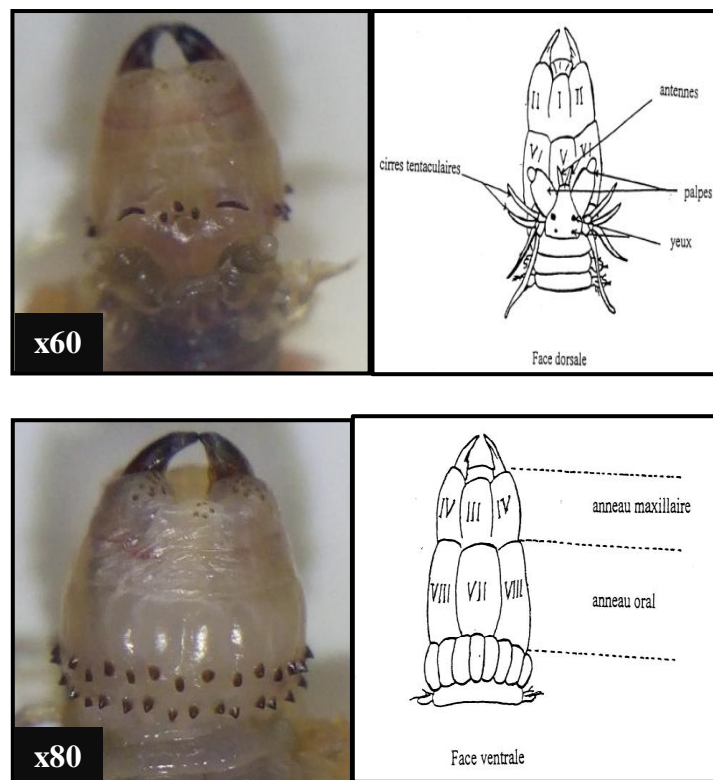 antennes
II I II
cirres tentaculaires
VI V VI
palpes
yeux
x60
Face dorsale
IV III IV
anneau maxillaire
VIII VII VIII
anneau oral
x80
Face ventrale